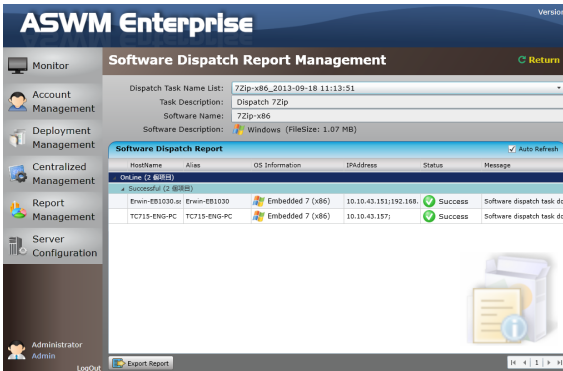 ASWM Enterprise
Version
Software Dispatch Report Management
Return
Monitor
Account Management
Deployment Management
Centralized Management
Report Management
Server Configuration
Dispatch Task Name List: 7Zip-x86_2013-09-18 11:13:51
Task Description: Dispatch 7Zip
Software Name: 7Zip-x86
Software Description: Windows (FileSize: 1.07 MB)
Software Dispatch Report
Auto Refresh
HostName Alias OS Information IPAddress Status Message
OnLine (2 個項目)
Successful (2 個項目)
Erwin-EB1030.se Erwin-EB1030 Embedded 7 (x86) 10.10.43.151;192.168. Success Software dispatch task do
TC715-ENG-PC TC715-ENG-PC Embedded 7 (x86) 10.10.43.157; Success Software dispatch task do
Administrator
Admin
LogOut
Export Report
1